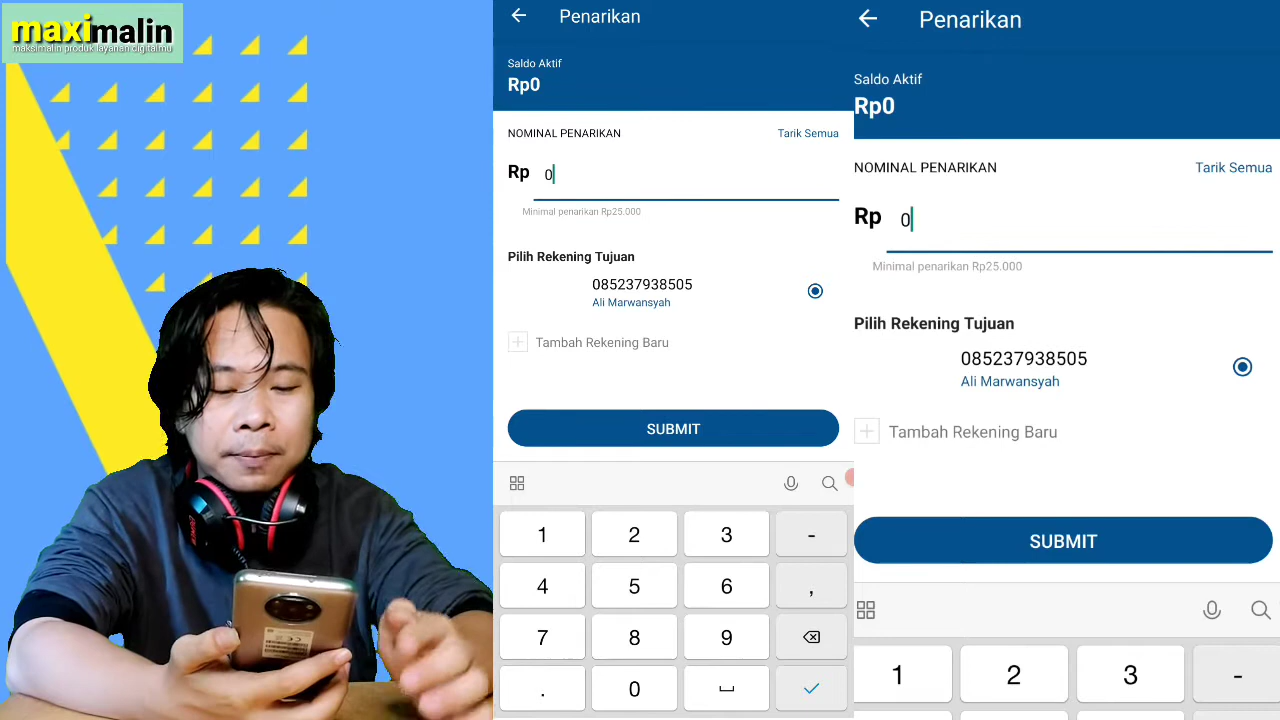 maximalin
maksimalin produk layanan digitalmu
Penarikan
Saldo Aktif
Rp0
NOMINAL PENARIKAN
Tarik Semua
Rp 0
Minimal penarikan Rp25.000
Pilih Rekening Tujuan
085237938505
Ali Marwansyah
Tambah Rekening Baru
SUBMIT
1 2 3 -
4 5 6 ,
7 8 9
. 0
Penarikan
Saldo Aktif
Rp0
NOMINAL PENARIKAN
Tarik Semua
Rp 0
Minimal penarikan Rp25.000
Pilih Rekening Tujuan
085237938505
Ali Marwansyah
Tambah Rekening Baru
SUBMIT
1 2 3 -